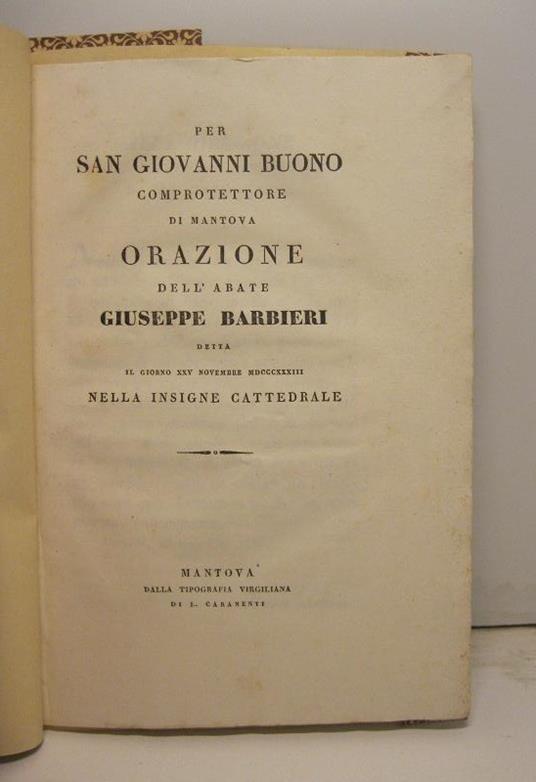 PER
SAN GIOVANNI BUONO
COMPROTETTORE
DI MANTOVA
ORAZIONE
DELL' ABATE
GIUSEPPE BARBIERI
DETTA
IL GIORNO XXV NOVEMBRE MDCCCXXXIII
NELLA INSIGNE CATTEDRALE
MANTOVA
DALLA TIPOGRAFIA VIRGILIANA
DI L. CARANENTI